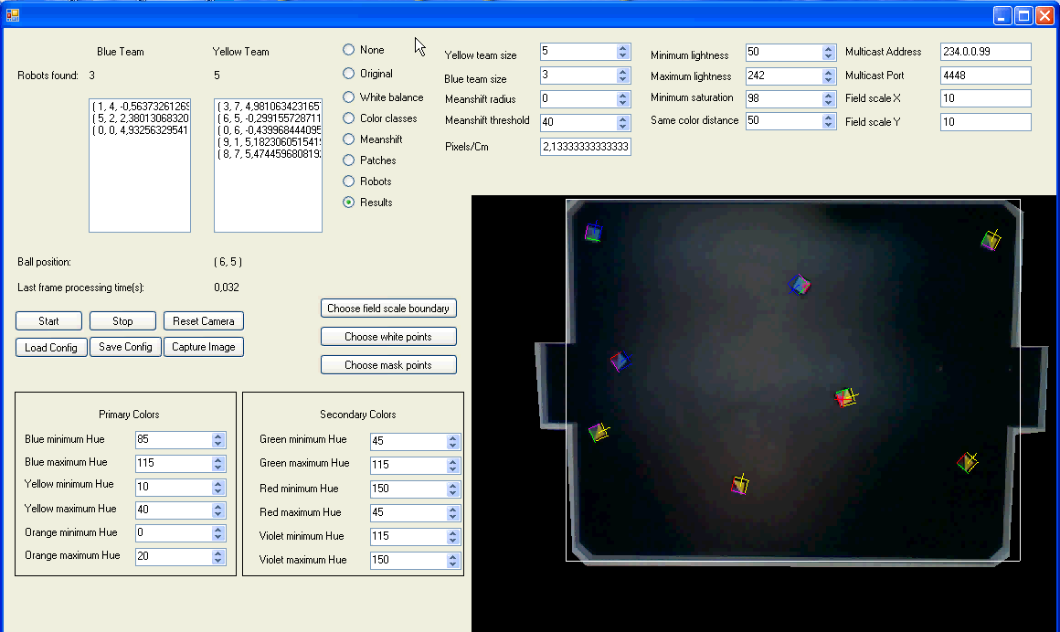 Blue Team
Yellow Team
Robots found: 3
5
( 1, 4, -0,56373261269
( 5, 2, 2,38013068320
( 0, 0, 4,93256329541
( 3, 7, 4,98106342316
( 6, 5, -0,299155728711
( 0, 6, -0,439968444095
( 9, 1, 5,1823060515415
( 8, 7, 5,474459680819
None
Original
White balance
Color classes
Meanshift
Patches
Robots
Results
Yellow team size 5
Blue team size 3
Meanshift radius 0
Meanshift threshold 40
Pixels/Cm 2,13333333333333
Minimum lightness 50
Maximum lightness 242
Minimum saturation 98
Same color distance 50
Multicast Address 234.0.0.99
Multicast Port 4448
Field scale X 10
Field scale Y 10
Ball position: ( 6, 5 )
Last frame processing time(s): 0,032
Start
Stop
Reset Camera
Load Config
Save Config
Capture Image
Choose field scale boundary
Choose white points
Choose mask points
Primary Colors
Blue minimum Hue 85
Blue maximum Hue 115
Yellow minimum Hue 10
Yellow maximum Hue 40
Orange minimum Hue 0
Orange maximum Hue 20
Secondary Colors
Green minimum Hue 45
Green maximum Hue 115
Red minimum Hue 150
Red maximum Hue 45
Violet minimum Hue 115
Violet maximum Hue 150